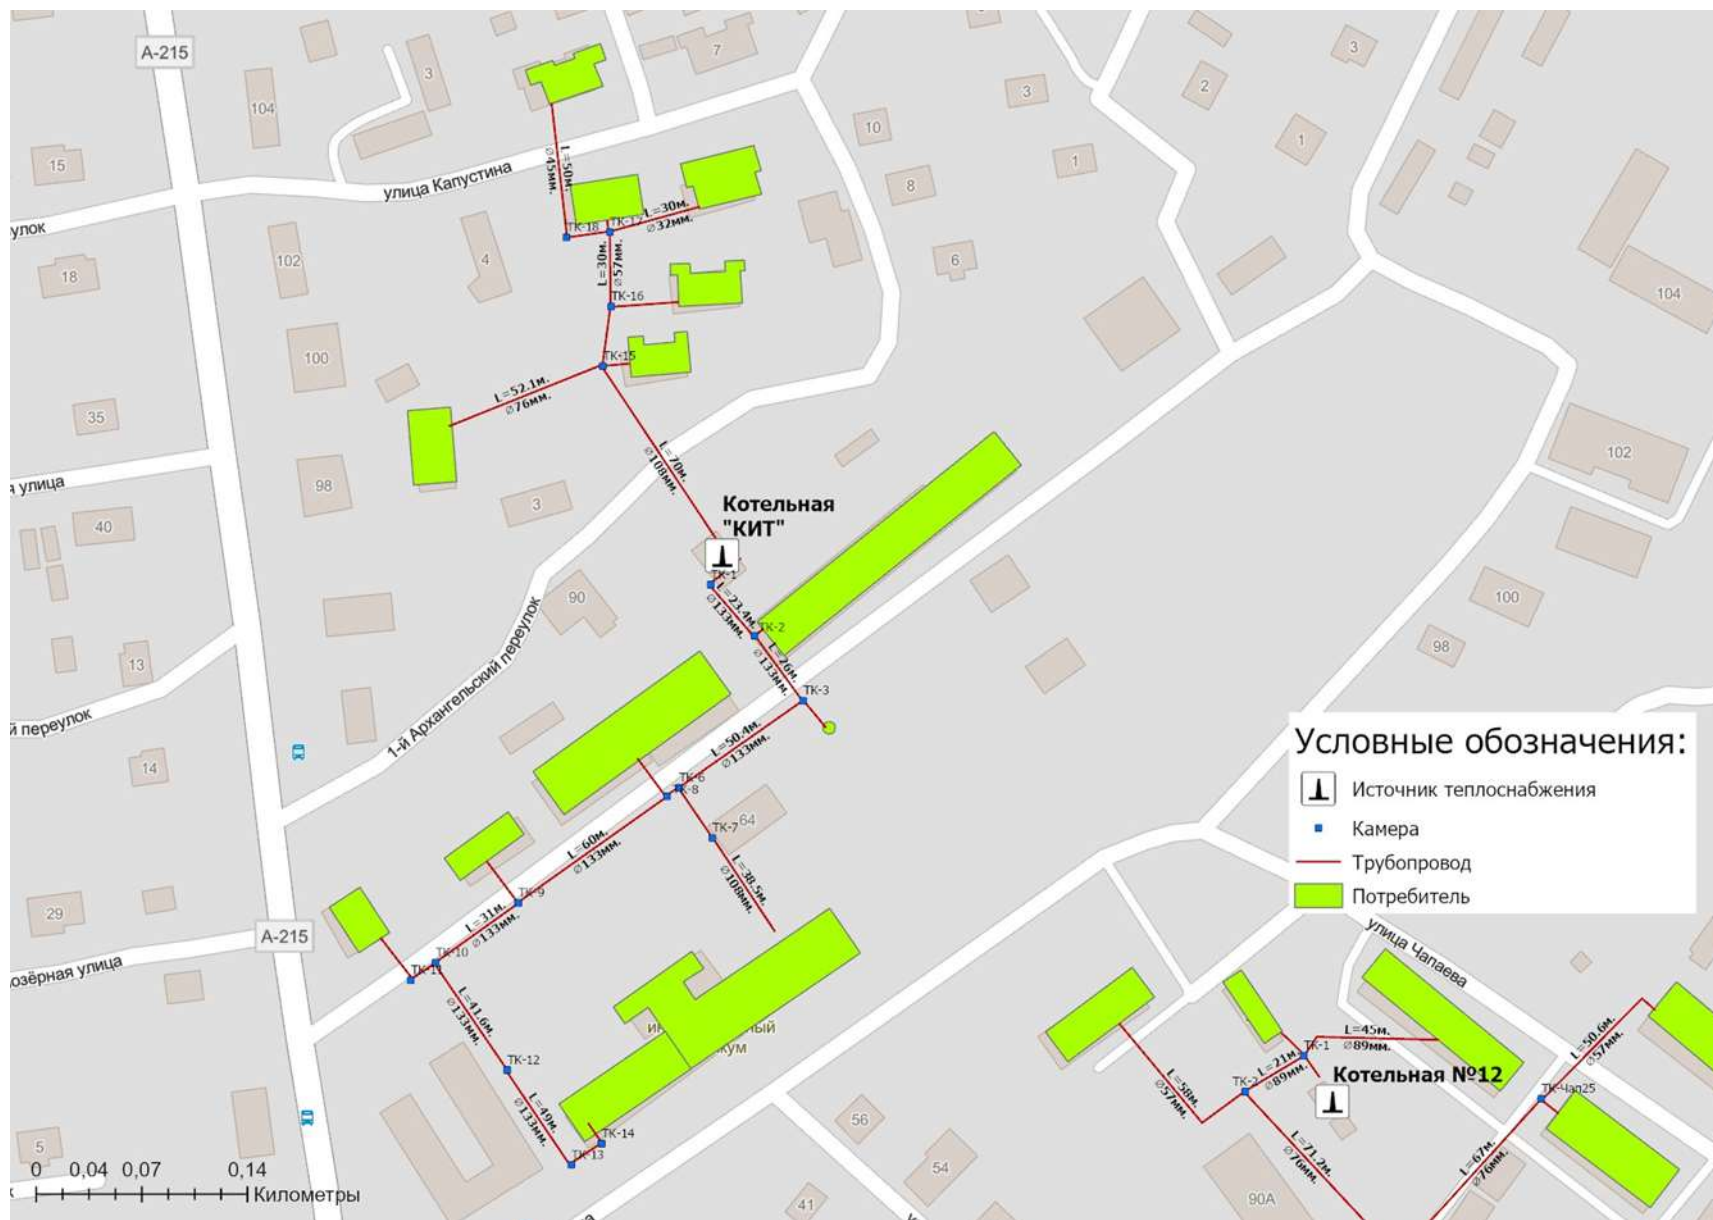 А-215
7
3
3
104
3
2
10
1
15
1
L=50м.
⌀45мм.
улица Капустина
8
L=30м.
⌀32мм.
ТК-18
ТК-17
улок
102
4
L=30м.
⌀57мм.
6
18
104
ТК-16
100
ТК-15
L=52.1м.
⌀76мм.
35
L=70м.
⌀108мм.
102
я улица
98
3
Котельная
"КИТ"
40
ТК-1
L=23.4м.
⌀133мм.
90
100
ТК-2
L=26м.
⌀133мм.
98
13
1-й Архангельский переулок
ТК-3
й переулок
L=50.4м.
⌀133мм.
14
ТК-6
ТК-8
64
ТК-7
L=60м.
⌀133мм.
L=38.5м.
⌀108мм.
Условные обозначения:
Источник теплоснабжения
Камера
Трубопровод
Потребитель
29
ТК-9
L=31м.
⌀133мм.
А-215
ТК-10
ТК-11
озёрная улица
L=41.6м.
⌀133мм.
улица Чапаева
ТК-12
L=49м.
⌀133мм.
ТК-14
ТК-13
L=45м.
⌀89мм.
ТК-1
L=21м.
⌀89мм.
ТК-2
Котельная №12
L=58м.
⌀57мм.
L=50.6м.
⌀57мм.
ТК-Чап25
L=71.2м.
⌀76мм.
L=67м.
⌀76мм.
56
54
90А
41
5
0 0,04 0,07 0,14
Километры